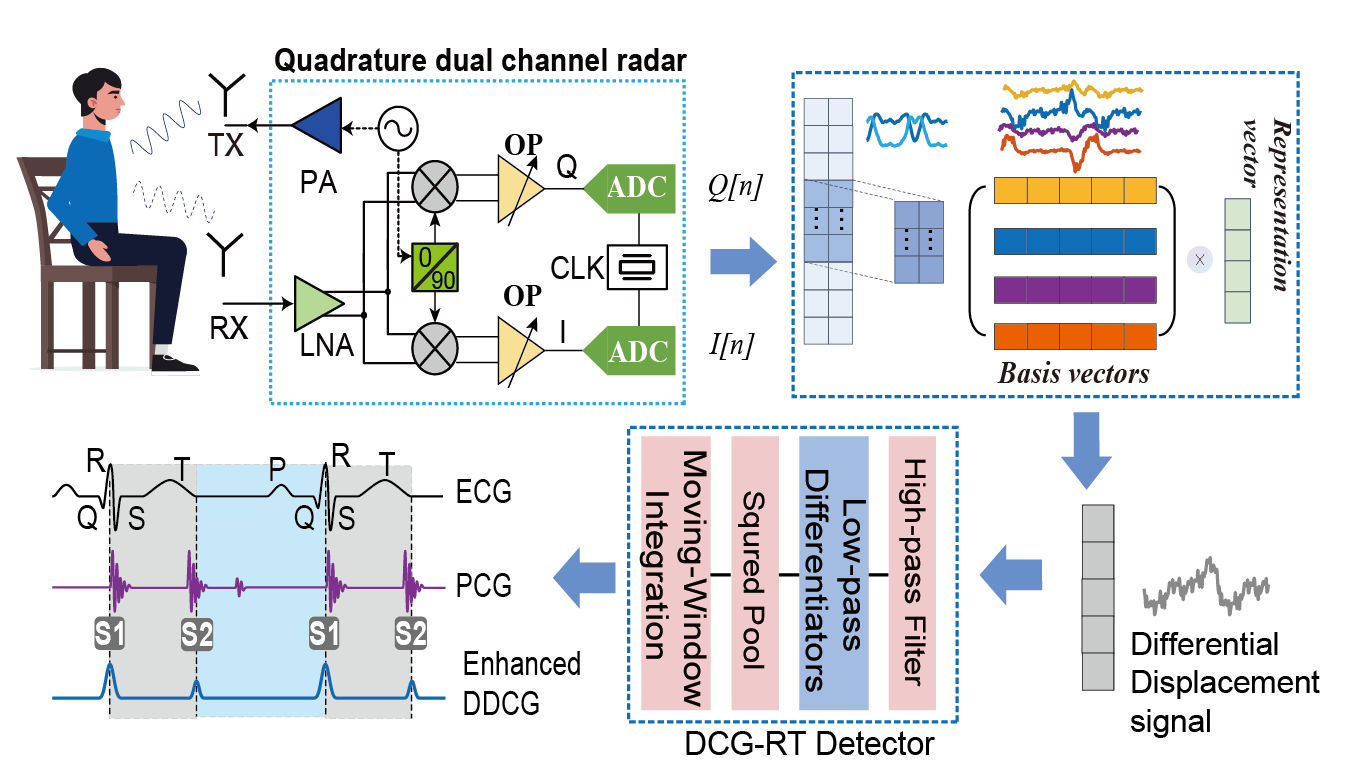 Quadrature dual channel radar
TX
PA
OP
Q
ADC
0
90
CLK
RX
LNA
OP
I
ADC
Q[n]
I[n]
Representation
vector
x
Basis vectors
Differential
Displacement
signal
High-pass Filter
Low-pass
Differentiators
Squred Pool
Moving-Window
Integration
DCG-RT Detector
R
T
P
R
T
ECG
Q
S
Q
S
PCG
S1
S2
S1
S2
Enhanced
DDCG